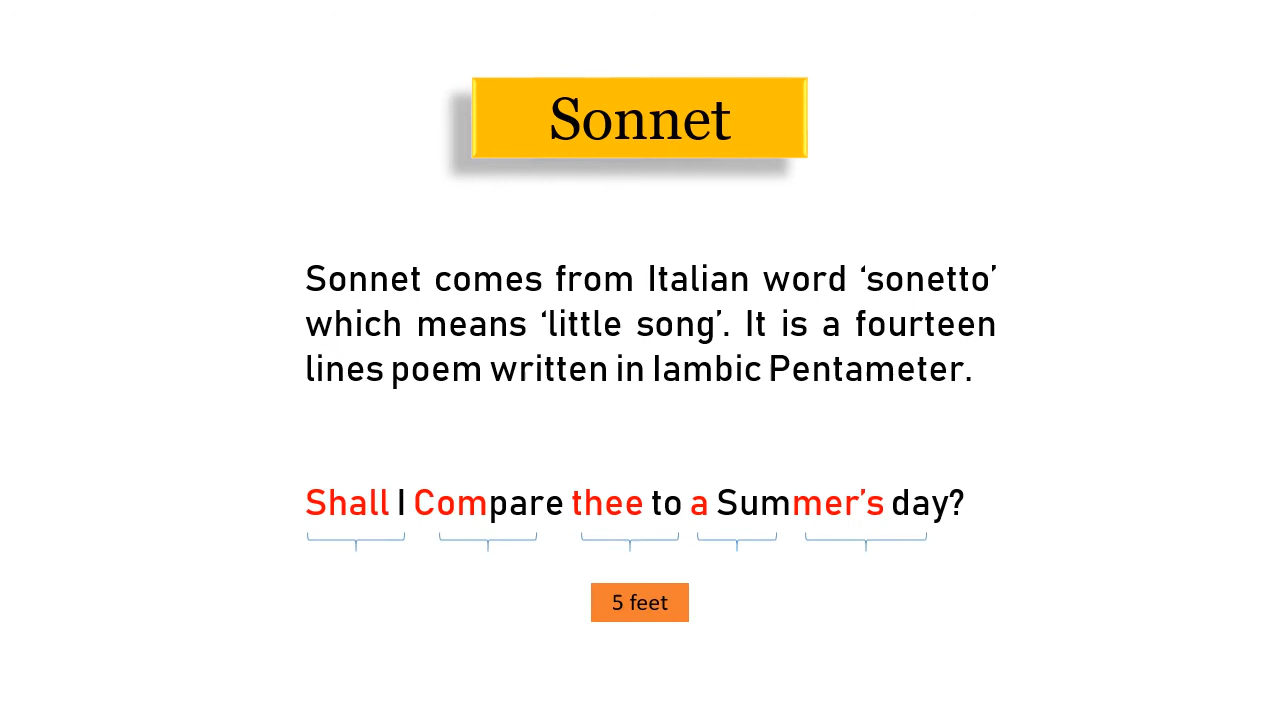 Sonnet
Sonnet comes from Italian word ‘sonetto’
which means ‘little song’. It is a fourteen
lines poem written in Iambic Pentameter.
Shall I Compare thee to a Summer’s day?
5 feet